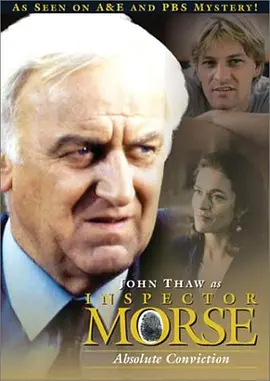 AS SEEN ON A&E AND PBS MYSTERY!
JOHN THAW as
INSPECTOR
MORSE
Absolute Conviction